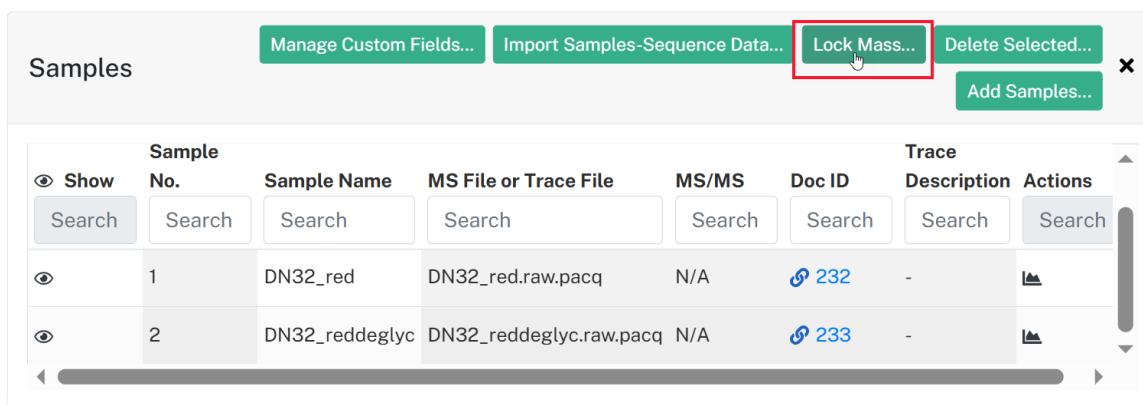 Samples
Manage Custom Fields... Import Samples-Sequence Data... Lock Mass... Delete Selected...
Add Samples...
Show Sample No. Sample Name MS File or Trace File MS/MS Doc ID Trace Description Actions
Search Search Search Search Search Search Search Search
1 DN32_red DN32_red.raw.pacq N/A 232 -
2 DN32_reddeglyc DN32_reddeglyc.raw.pacq N/A 233 -